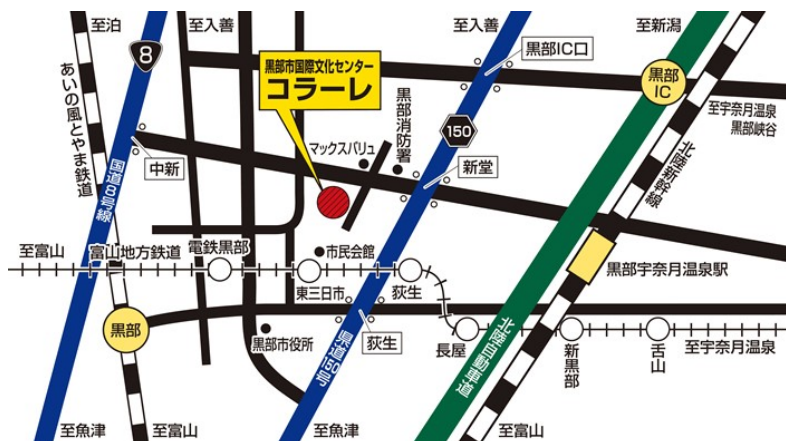 至泊
至入善
至入善
至新潟
8
黒部IC口
黒部市国際文化センター
コラーレ
黒部
IC
あいの風とやま鉄道
黒部消防署
至宇奈月温泉
黒部峡谷
150
マックスバリュ
中新
新堂
北陸新幹線
国道8号線
至富山
富山地方鉄道
電鉄黒部
市民会館
黒部宇奈月温泉駅
東三日市
荻生
黒部
黒部市役所
荻生
県道150号
長屋
北陸自動車道
新黒部
舌山
至宇奈月温泉
至魚津
至富山
至魚津
至富山